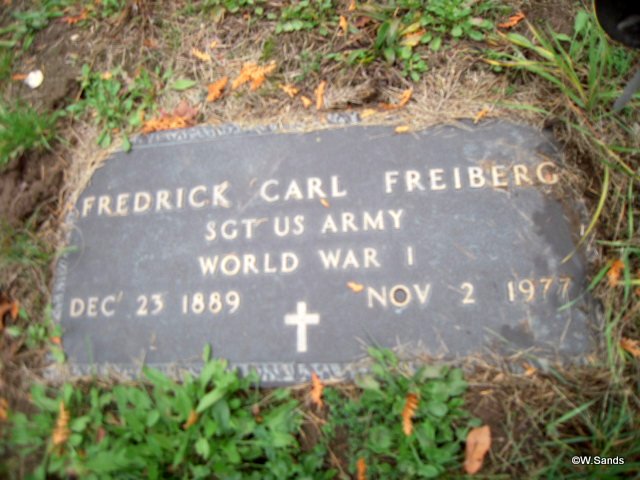 FREDRICK CARL FREIBERG
SGT US ARMY
WORLD WAR I
DEC 23 1889 NOV 2 1977
©W.Sands